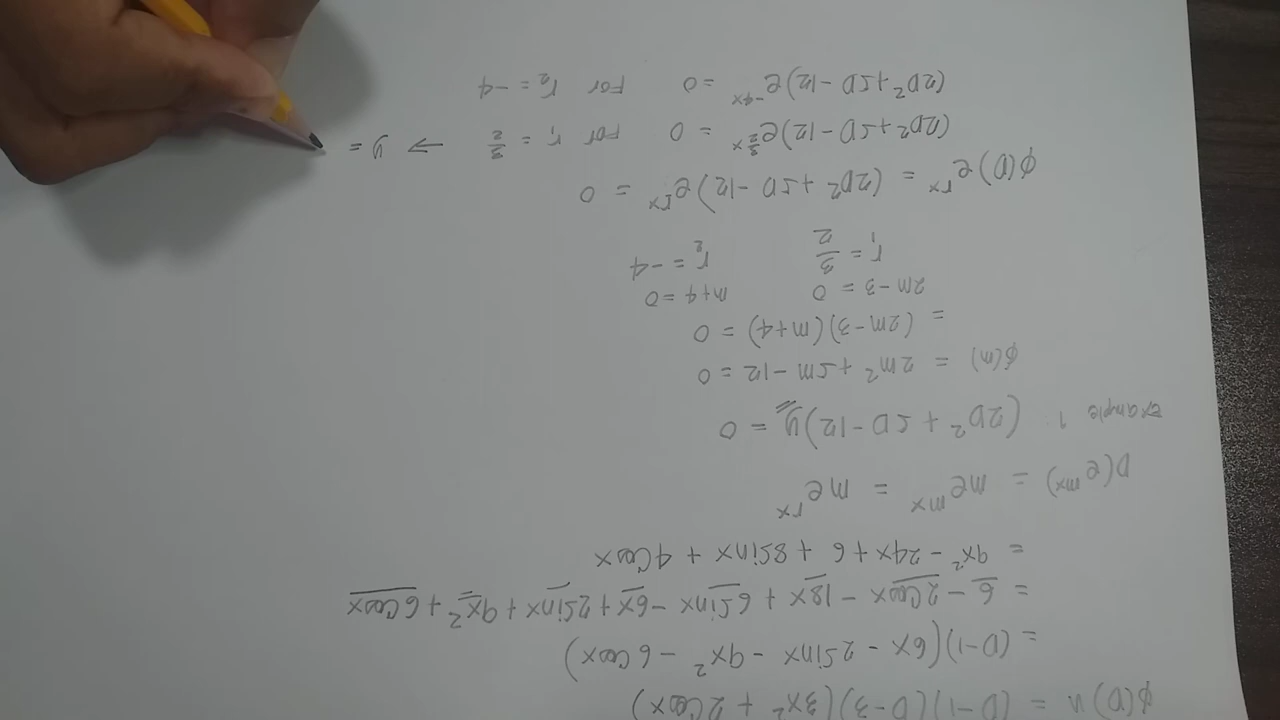 φ(D)u = (D-1)(D-3)(3x² + 2Cosx)
= (D-1)(6x - 2sinx - 9x² - 6Cosx)
= 6 - 2Cosx - 18x + 6sinx - 6x + 2sinx + 9x² + 6Cosx
= 9x² - 24x + 6 + 8sinx + 4Cosx
D(e^mx) = me^mx = me^rx
Example 1 (2D² + 5D - 12)y = 0
φ(m) = 2m² + 5m - 12 = 0
= (2m-3)(m+4) = 0
2m-3 = 0 m+4 = 0
r₁ = 3/2 r₂ = -4
φ(D)e^rx = (2D² + 5D - 12)e^rx = 0
(2D² + 5D - 12)e^3/2x = 0 For r₁ = 3/2 → y =
(2D² + 5D - 12)e^-4x = 0 For r₂ = -4